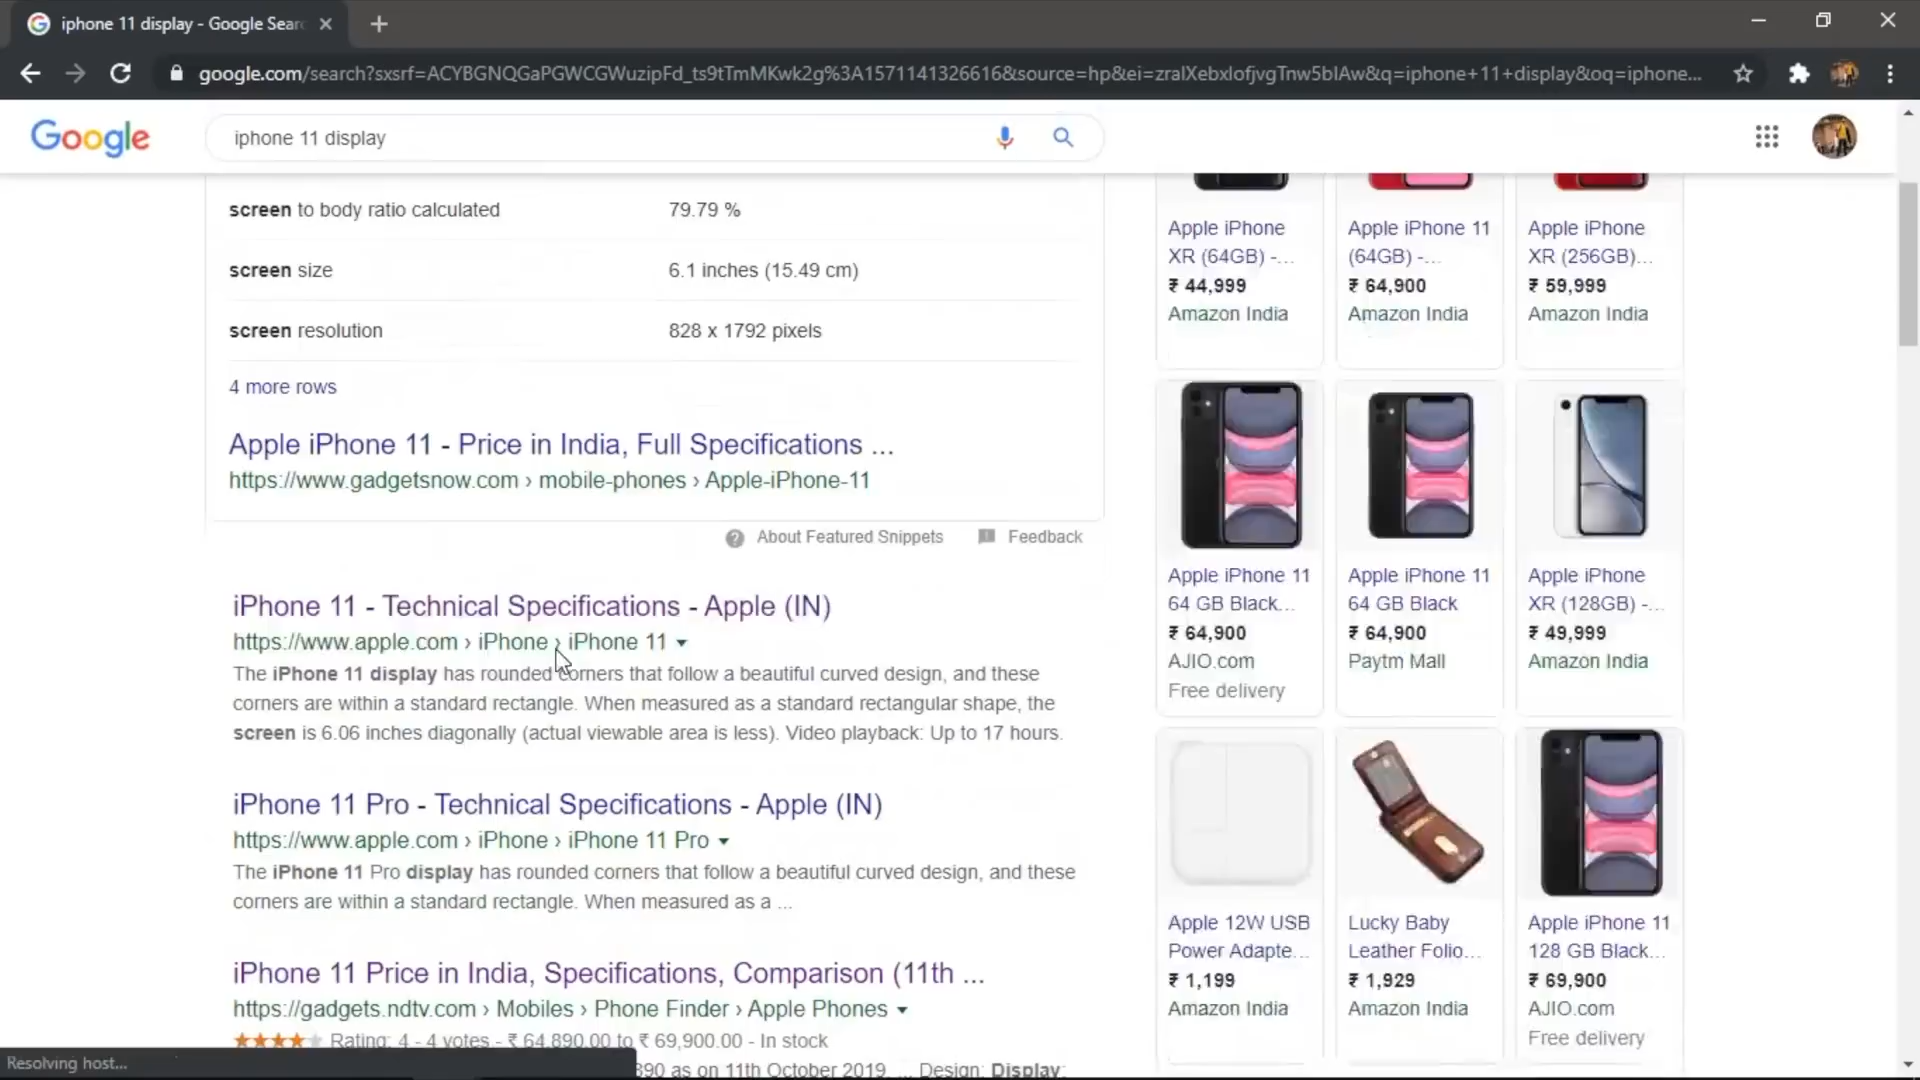 iphone 11 display - Google Sear
google.com/search?sxsrf=ACYBGNQGaPGWCGWuzipFd_ts9tTmMKwk2g%3A1571141326616&source=hp&ei=zralXebxIofjvgTnw5bIAw&q=iphone+11+display&oq=iphone...
Google
iphone 11 display
screen to body ratio calculated
79.79 %
screen size
6.1 inches (15.49 cm)
screen resolution
828 x 1792 pixels
4 more rows
Apple iPhone 11 - Price in India, Full Specifications ...
https://www.gadgetsnow.com › mobile-phones › Apple-iPhone-11
About Featured Snippets
Feedback
iPhone 11 - Technical Specifications - Apple (IN)
https://www.apple.com › iPhone › iPhone 11
The iPhone 11 display has rounded corners that follow a beautiful curved design, and these
corners are within a standard rectangle. When measured as a standard rectangular shape, the
screen is 6.06 inches diagonally (actual viewable area is less). Video playback: Up to 17 hours.
iPhone 11 Pro - Technical Specifications - Apple (IN)
https://www.apple.com › iPhone › iPhone 11 Pro
The iPhone 11 Pro display has rounded corners that follow a beautiful curved design, and these
corners are within a standard rectangle. When measured as a ...
iPhone 11 Price in India, Specifications, Comparison (11th ...
https://gadgets.ndtv.com › Mobiles › Phone Finder › Apple Phones
Rating: 4 - 4 votes - ₹ 64,890.00 to ₹ 69,900.00 - In stock
890 as on 11th October 2019. ... Design: Display:
Resolving host...
Apple iPhone
XR (64GB) -...
₹ 44,999
Amazon India
Apple iPhone 11
(64GB) -...
₹ 64,900
Amazon India
Apple iPhone
XR (256GB)...
₹ 59,999
Amazon India
Apple iPhone 11
64 GB Black...
₹ 64,900
AJIO.com
Free delivery
Apple iPhone 11
64 GB Black
₹ 64,900
Paytm Mall
Apple iPhone
XR (128GB) -...
₹ 49,999
Amazon India
Apple 12W USB
Power Adapte...
₹ 1,199
Amazon India
Lucky Baby
Leather Folio...
₹ 1,929
Amazon India
Apple iPhone 11
128 GB Black...
₹ 69,900
AJIO.com
Free delivery